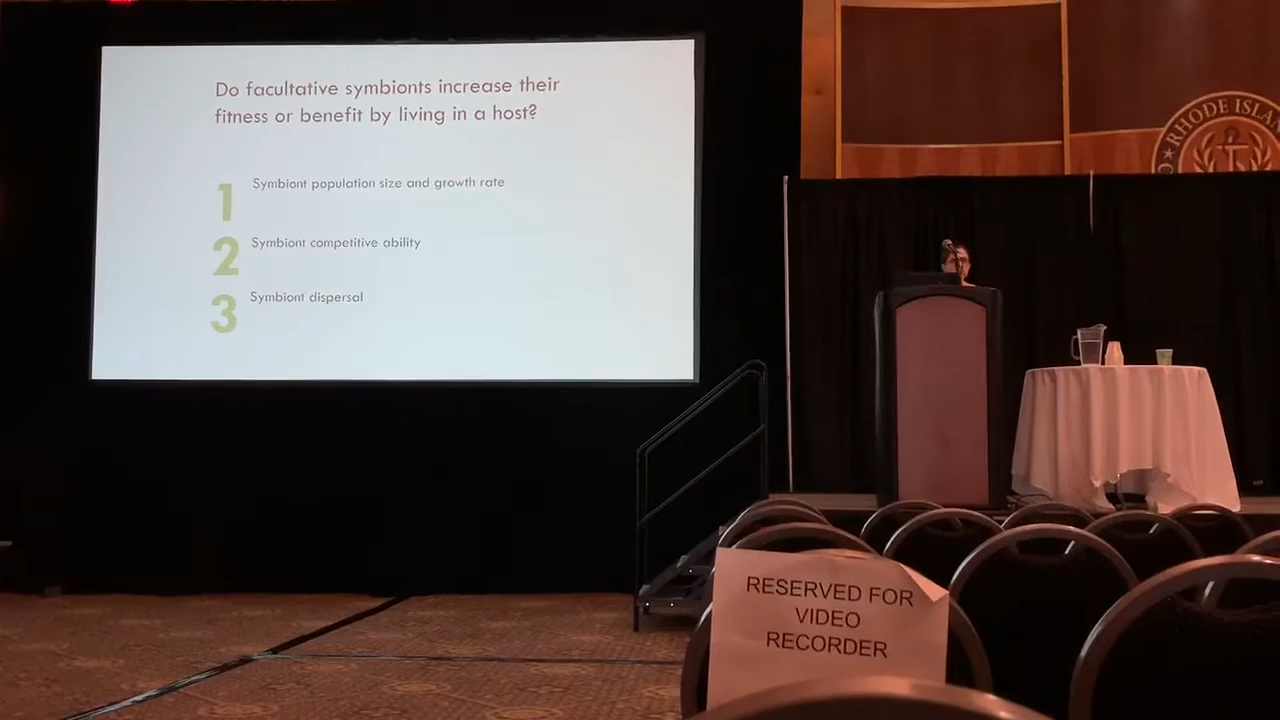 Do facultative symbionts increase their
fitness or benefit by living in a host?
1 Symbiont population size and growth rate
2 Symbiont competitive ability
3 Symbiont dispersal
RHODE ISLA
RESERVED FOR
VIDEO
RECORDER